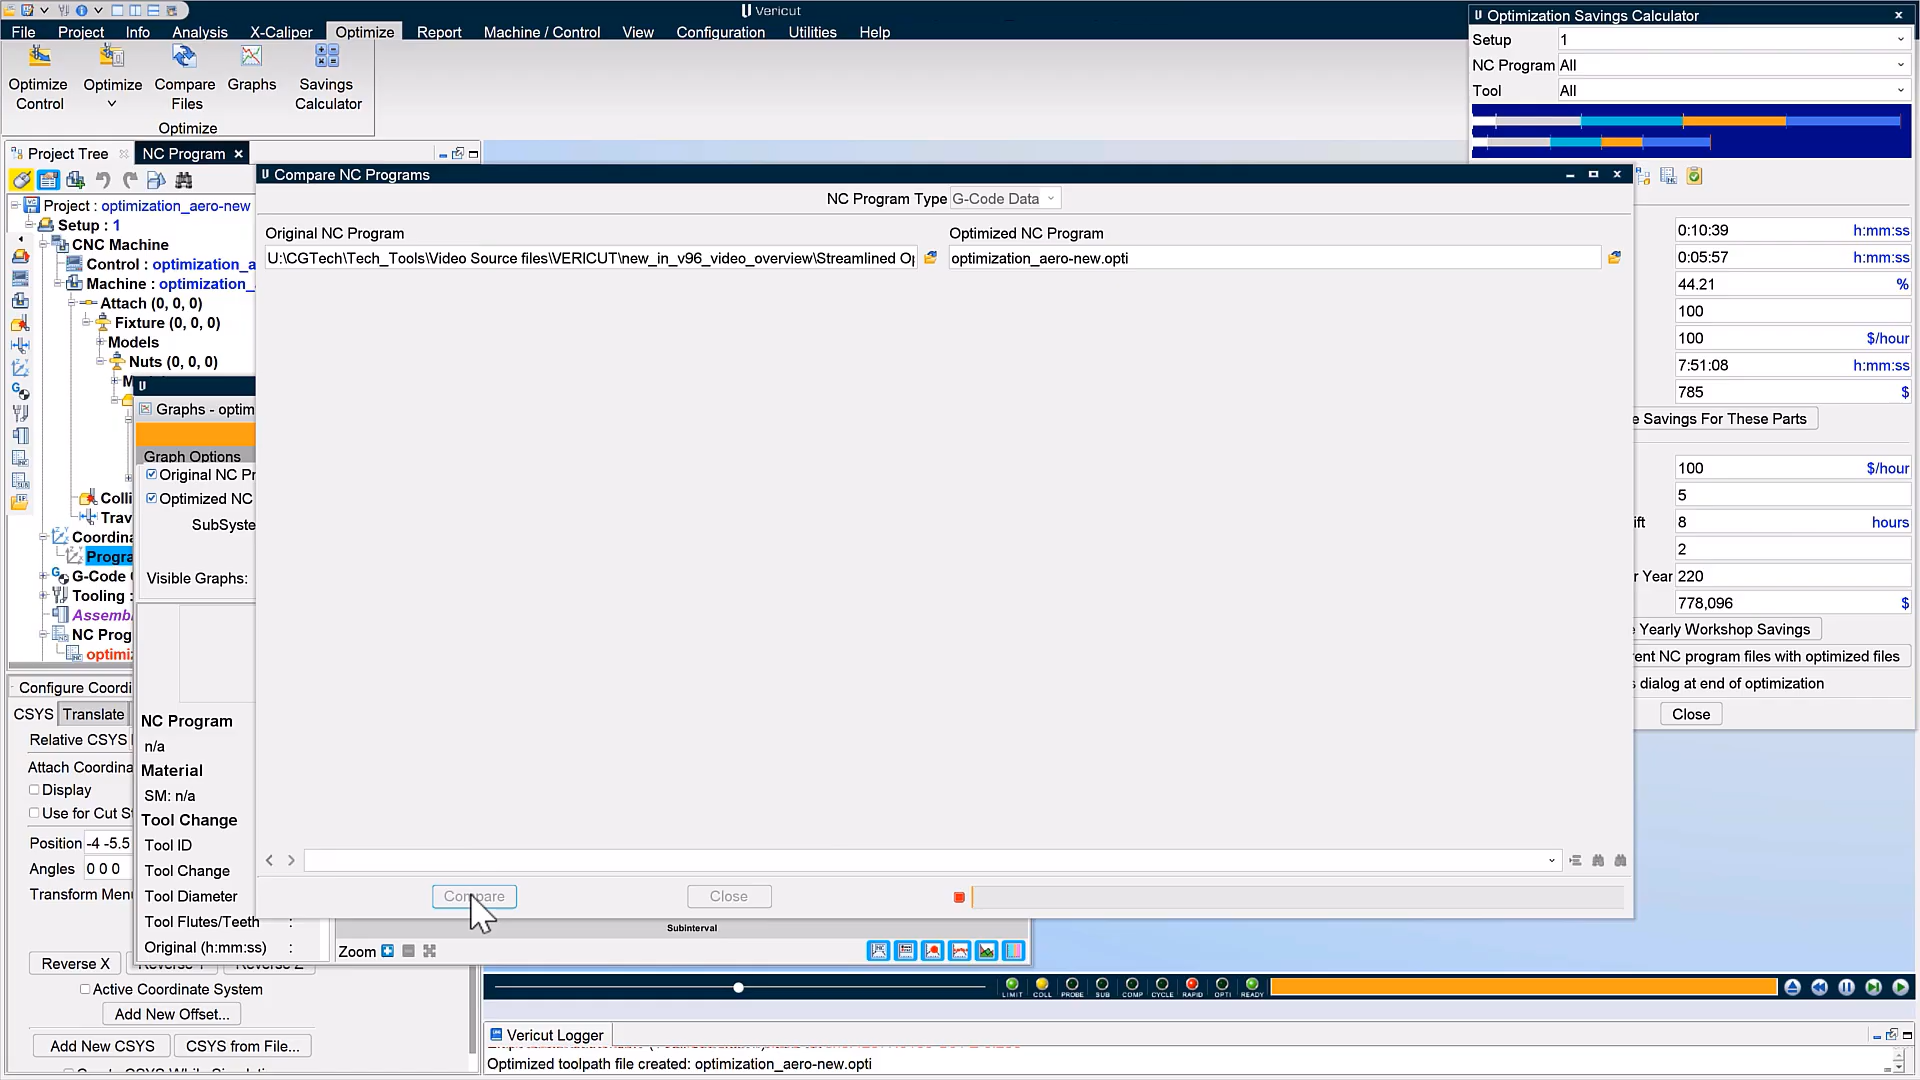 Vericut
File Project Info Analysis X-Caliper Optimize Report Machine / Control View Configuration Utilities Help
Optimize Control
Optimize
Compare Files
Graphs
Savings Calculator
Optimize
Project Tree
NC Program
Project : optimization_aero-new
Setup : 1
CNC Machine
Control : optimization_a
Machine : optimization_
Attach (0, 0, 0)
Fixture (0, 0, 0)
Models
Nuts (0, 0, 0)
Colli
Trav
Coordina
Progra
G-Code
Tooling :
Assemb
NC Prog
optimiz
Configure Coordi
CSYS Translate
Relative CSYS
Attach Coordina
Display
Use for Cut St
Position -4 -5.5
Angles 0 0 0
Transform Menu
Reverse X
Active Coordinate System
Add New Offset...
Add New CSYS
CSYS from File...
Graphs - optim
Graph Options
Original NC Pr
Optimized NC
SubSyste
Visible Graphs:
NC Program
n/a
Material
SM: n/a
Tool Change
Tool ID
Tool Change
Tool Diameter
Tool Flutes/Teeth :
Original (h:mm:ss) :
Subinterval
Zoom
Compare NC Programs
NC Program Type G-Code Data
Original NC Program
U:\CGTech\Tech_Tools\Video Source files\VERICUT\new_in_v96_video_overview\Streamlined O
Optimized NC Program
optimization_aero-new.opti
Compare
Close
Optimization Savings Calculator
Setup 1
NC Program All
Tool All
0:10:39 h:mm:ss
0:05:57 h:mm:ss
44.21 %
100
100 $/hour
7:51:08 h:mm:ss
785 $
e Savings For These Parts
100 $/hour
5
ift 8 hours
2
r Year 220
778,096 $
e Yearly Workshop Savings
ent NC program files with optimized files
s dialog at end of optimization
Close
LIMIT COLL PROBE SUB COMP CYCLE RAPID OPTI READY
Vericut Logger
Optimized toolpath file created: optimization_aero-new.opti